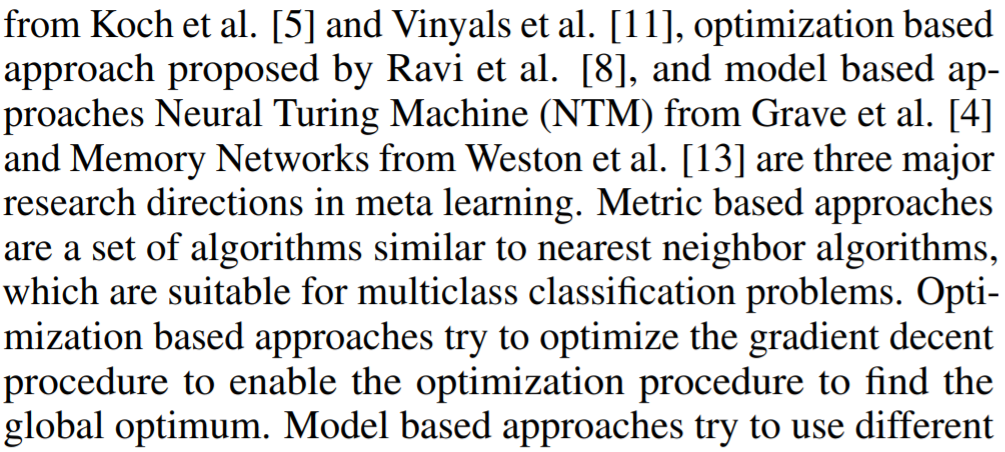 from Koch et al. [5] and Vinyals et al. [11], optimization based
approach proposed by Ravi et al. [8], and model based ap-
proaches Neural Turing Machine (NTM) from Grave et al. [4]
and Memory Networks from Weston et al. [13] are three major
research directions in meta learning. Metric based approaches
are a set of algorithms similar to nearest neighbor algorithms,
which are suitable for multiclass classification problems. Opti-
mization based approaches try to optimize the gradient decent
procedure to enable the optimization procedure to find the
global optimum. Model based approaches try to use different